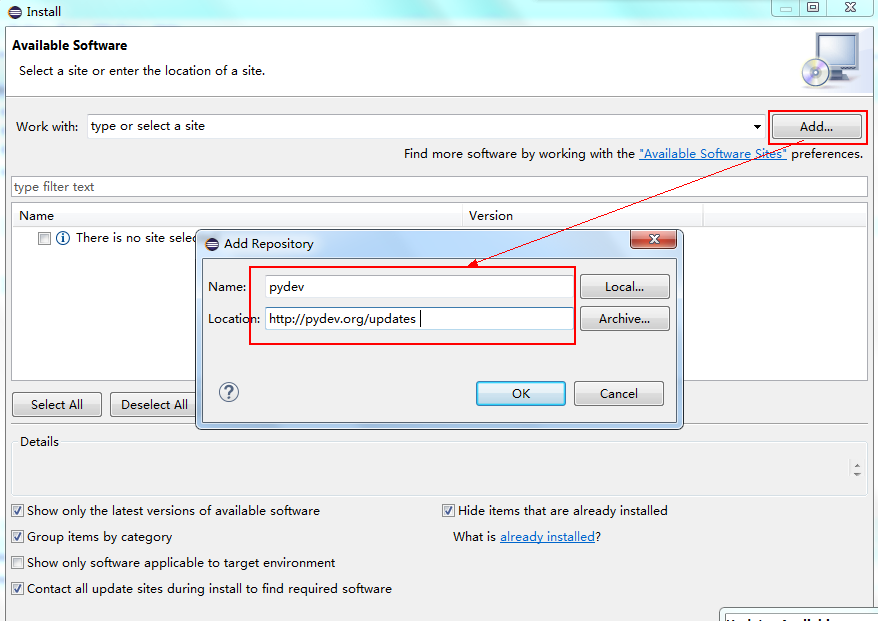 Install
Available Software
Select a site or enter the location of a site.
Work with: type or select a site Add...
Find more software by working with the "Available Software Sites" preferences.
type filter text
Name Version
There is no site
Add Repository
Name: pydev Local...
Location: http://pydev.org/updates Archive...
? OK Cancel
Select All Deselect All
Details
Show only the latest versions of available software Hide items that are already installed
Group items by category What is already installed?
Show only software applicable to target environment
Contact all update sites during install to find required software